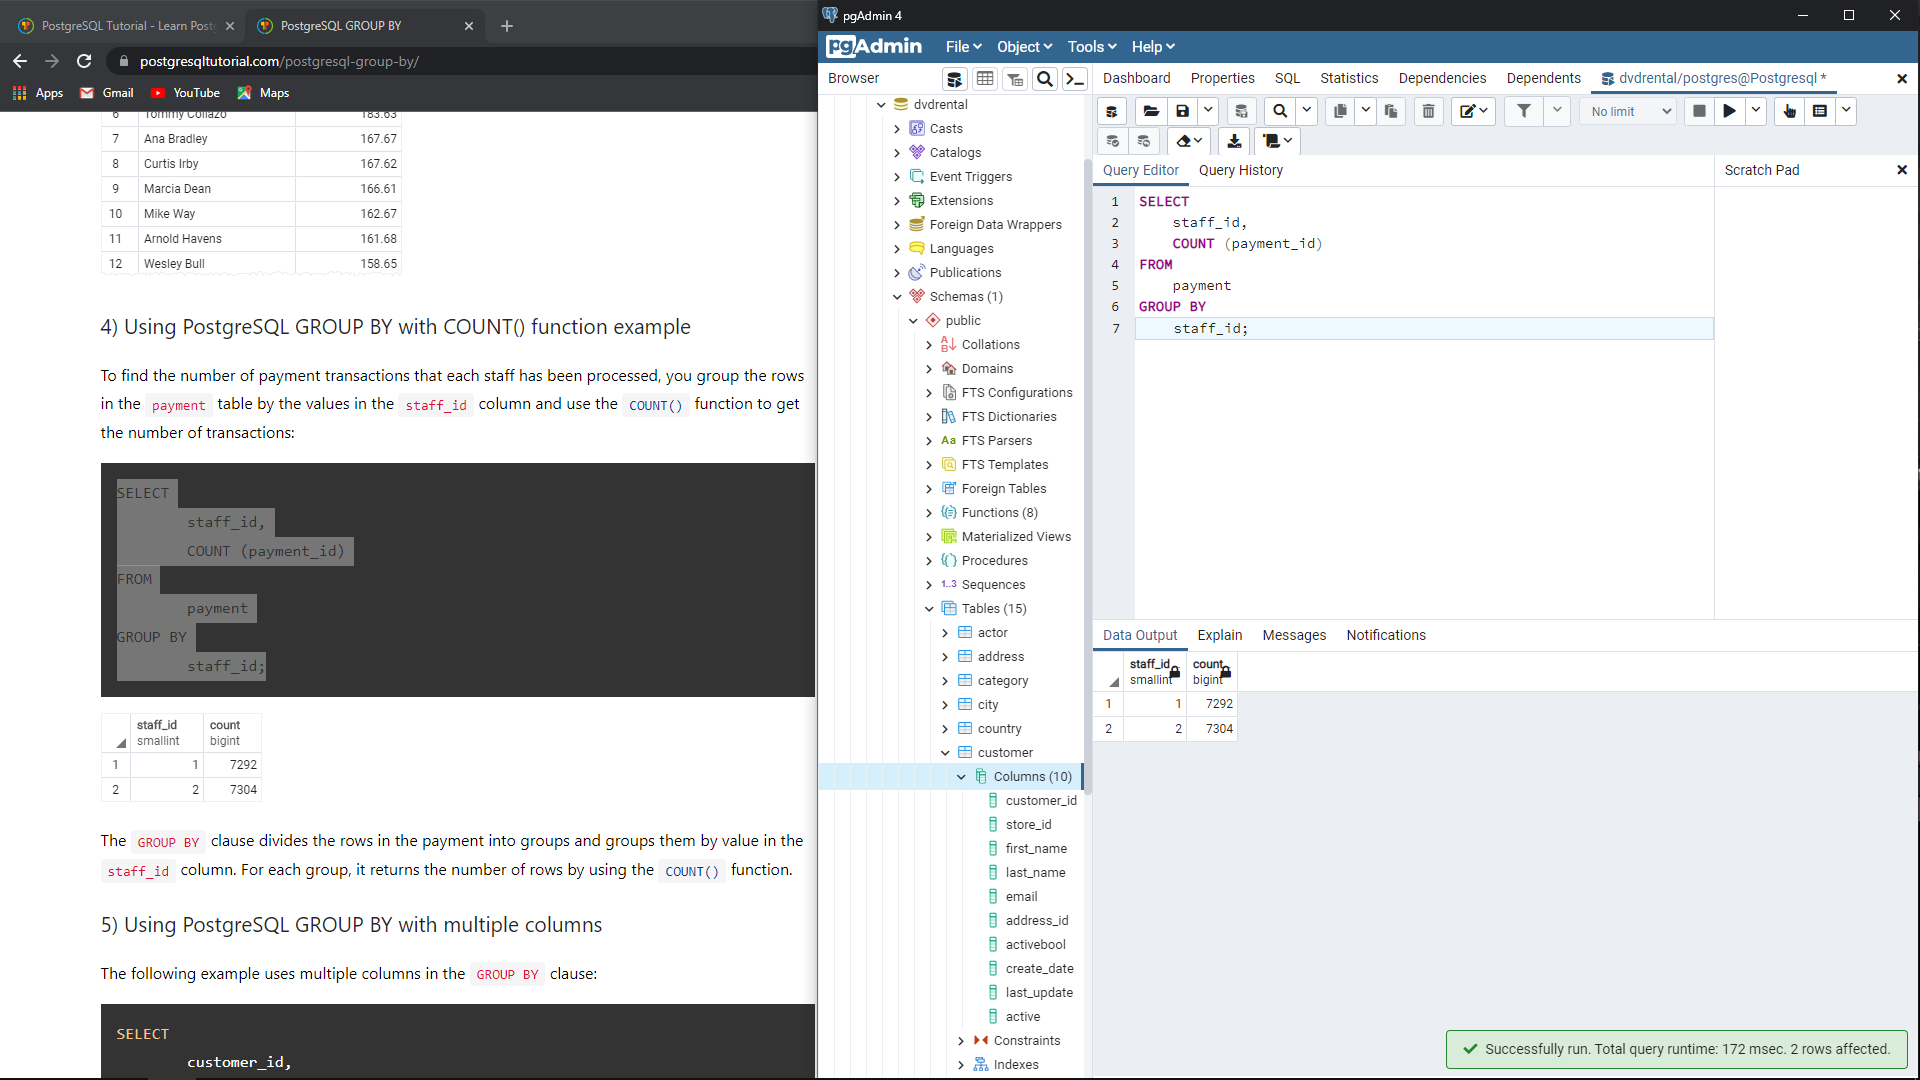 PostgreSQL Tutorial - Learn Post
PostgreSQL GROUP BY
postgresqltutorial.com/postgresql-group-by/
Apps
Gmail
YouTube
Maps
6 Tommy Collazo 183.63
7 Ana Bradley 167.67
8 Curtis Irby 167.62
9 Marcia Dean 166.61
10 Mike Way 162.67
11 Arnold Havens 161.68
12 Wesley Bull 158.65
4) Using PostgreSQL GROUP BY with COUNT() function example
To find the number of payment transactions that each staff has been processed, you group the rows
in the payment table by the values in the staff_id column and use the COUNT() function to get
the number of transactions:
SELECT
staff_id,
COUNT (payment_id)
FROM
payment
GROUP BY
staff_id;
staff_id count
smallint bigint
1 1 7292
2 2 7304
The GROUP BY clause divides the rows in the payment into groups and groups them by value in the
staff_id column. For each group, it returns the number of rows by using the COUNT() function.
5) Using PostgreSQL GROUP BY with multiple columns
The following example uses multiple columns in the GROUP BY clause:
SELECT
customer_id,
pgAdmin 4
pgAdmin File Object Tools Help
Browser
dvdrental
Casts
Catalogs
Event Triggers
Extensions
Foreign Data Wrappers
Languages
Publications
Schemas (1)
public
Collations
Domains
FTS Configurations
FTS Dictionaries
Aa FTS Parsers
FTS Templates
Foreign Tables
Functions (8)
Materialized Views
Procedures
1..3 Sequences
Tables (15)
actor
address
category
city
country
customer
Columns (10)
customer_id
store_id
first_name
last_name
email
address_id
activebool
create_date
last_update
active
Constraints
Indexes
Dashboard Properties SQL Statistics Dependencies Dependents dvdrental/postgres@Postgresql *
No limit
Query Editor Query History
Scratch Pad
1 SELECT
2 staff_id,
3 COUNT (payment_id)
4 FROM
5 payment
6 GROUP BY
7 staff_id;
Data Output Explain Messages Notifications
staff_id count
smallint bigint
1 1 7292
2 2 7304
Successfully run. Total query runtime: 172 msec. 2 rows affected.